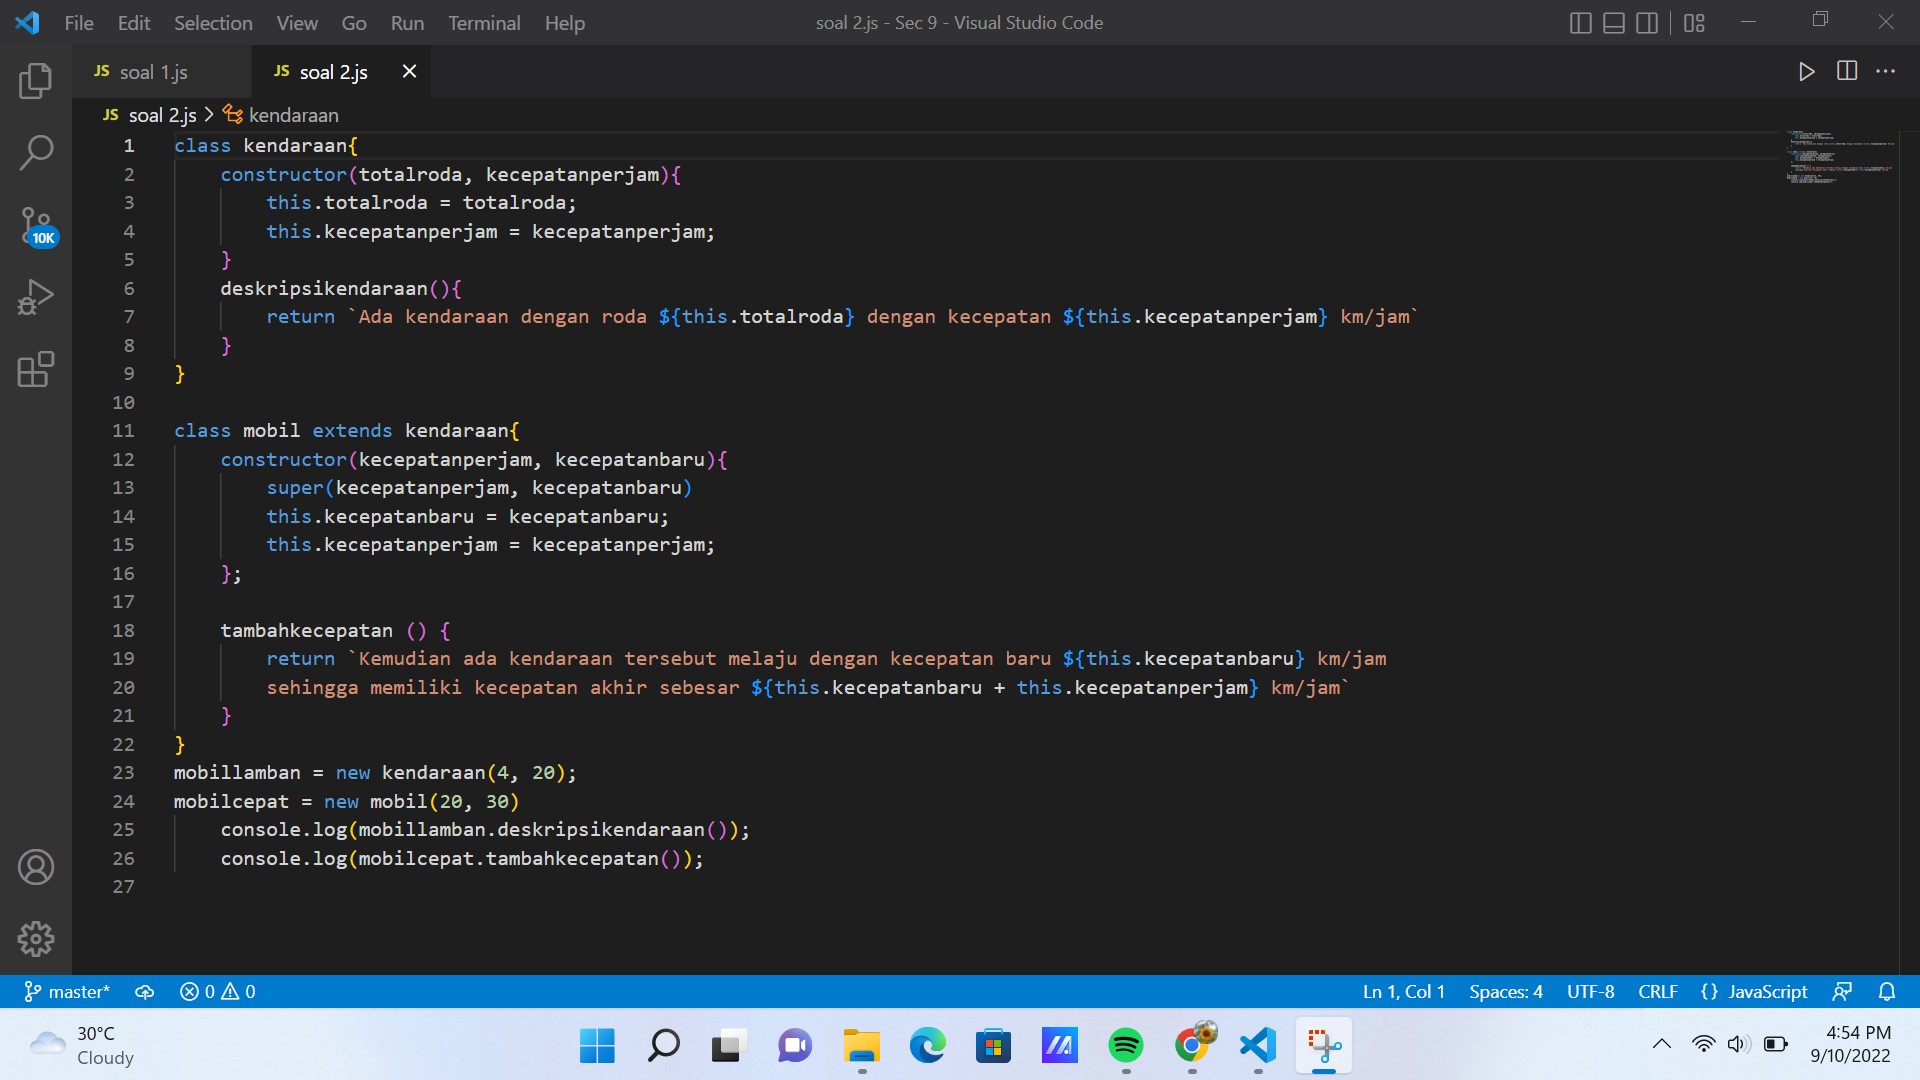 File Edit Selection View Go Run Terminal Help
soal 2.js - Sec 9 - Visual Studio Code
JS soal 1.js
JS soal 2.js
JS soal 2.js > kendaraan
10K
1 class kendaraan{
2 constructor(totalroda, kecepatanperjam){
3 this.totalroda = totalroda;
4 this.kecepatanperjam = kecepatanperjam;
5 }
6 deskripsikendaraan(){
7 return `Ada kendaraan dengan roda ${this.totalroda} dengan kecepatan ${this.kecepatanperjam} km/jam`
8 }
9 }
10
11 class mobil extends kendaraan{
12 constructor(kecepatanperjam, kecepatanbaru){
13 super(kecepatanperjam, kecepatanbaru)
14 this.kecepatanbaru = kecepatanbaru;
15 this.kecepatanperjam = kecepatanperjam;
16 };
17
18 tambahkecepatan () {
19 return `Kemudian ada kendaraan tersebut melaju dengan kecepatan baru ${this.kecepatanbaru} km/jam
20 sehingga memiliki kecepatan akhir sebesar ${this.kecepatanbaru + this.kecepatanperjam} km/jam`
21 }
22 }
23 mobillamban = new kendaraan(4, 20);
24 mobilcepat = new mobil(20, 30)
25 console.log(mobillamban.deskripsikendaraan());
26 console.log(mobilcepat.tambahkecepatan());
27
master* 0 0
Ln 1, Col 1 Spaces: 4 UTF-8 CRLF {} JavaScript
30°C
Cloudy
4:54 PM
9/10/2022